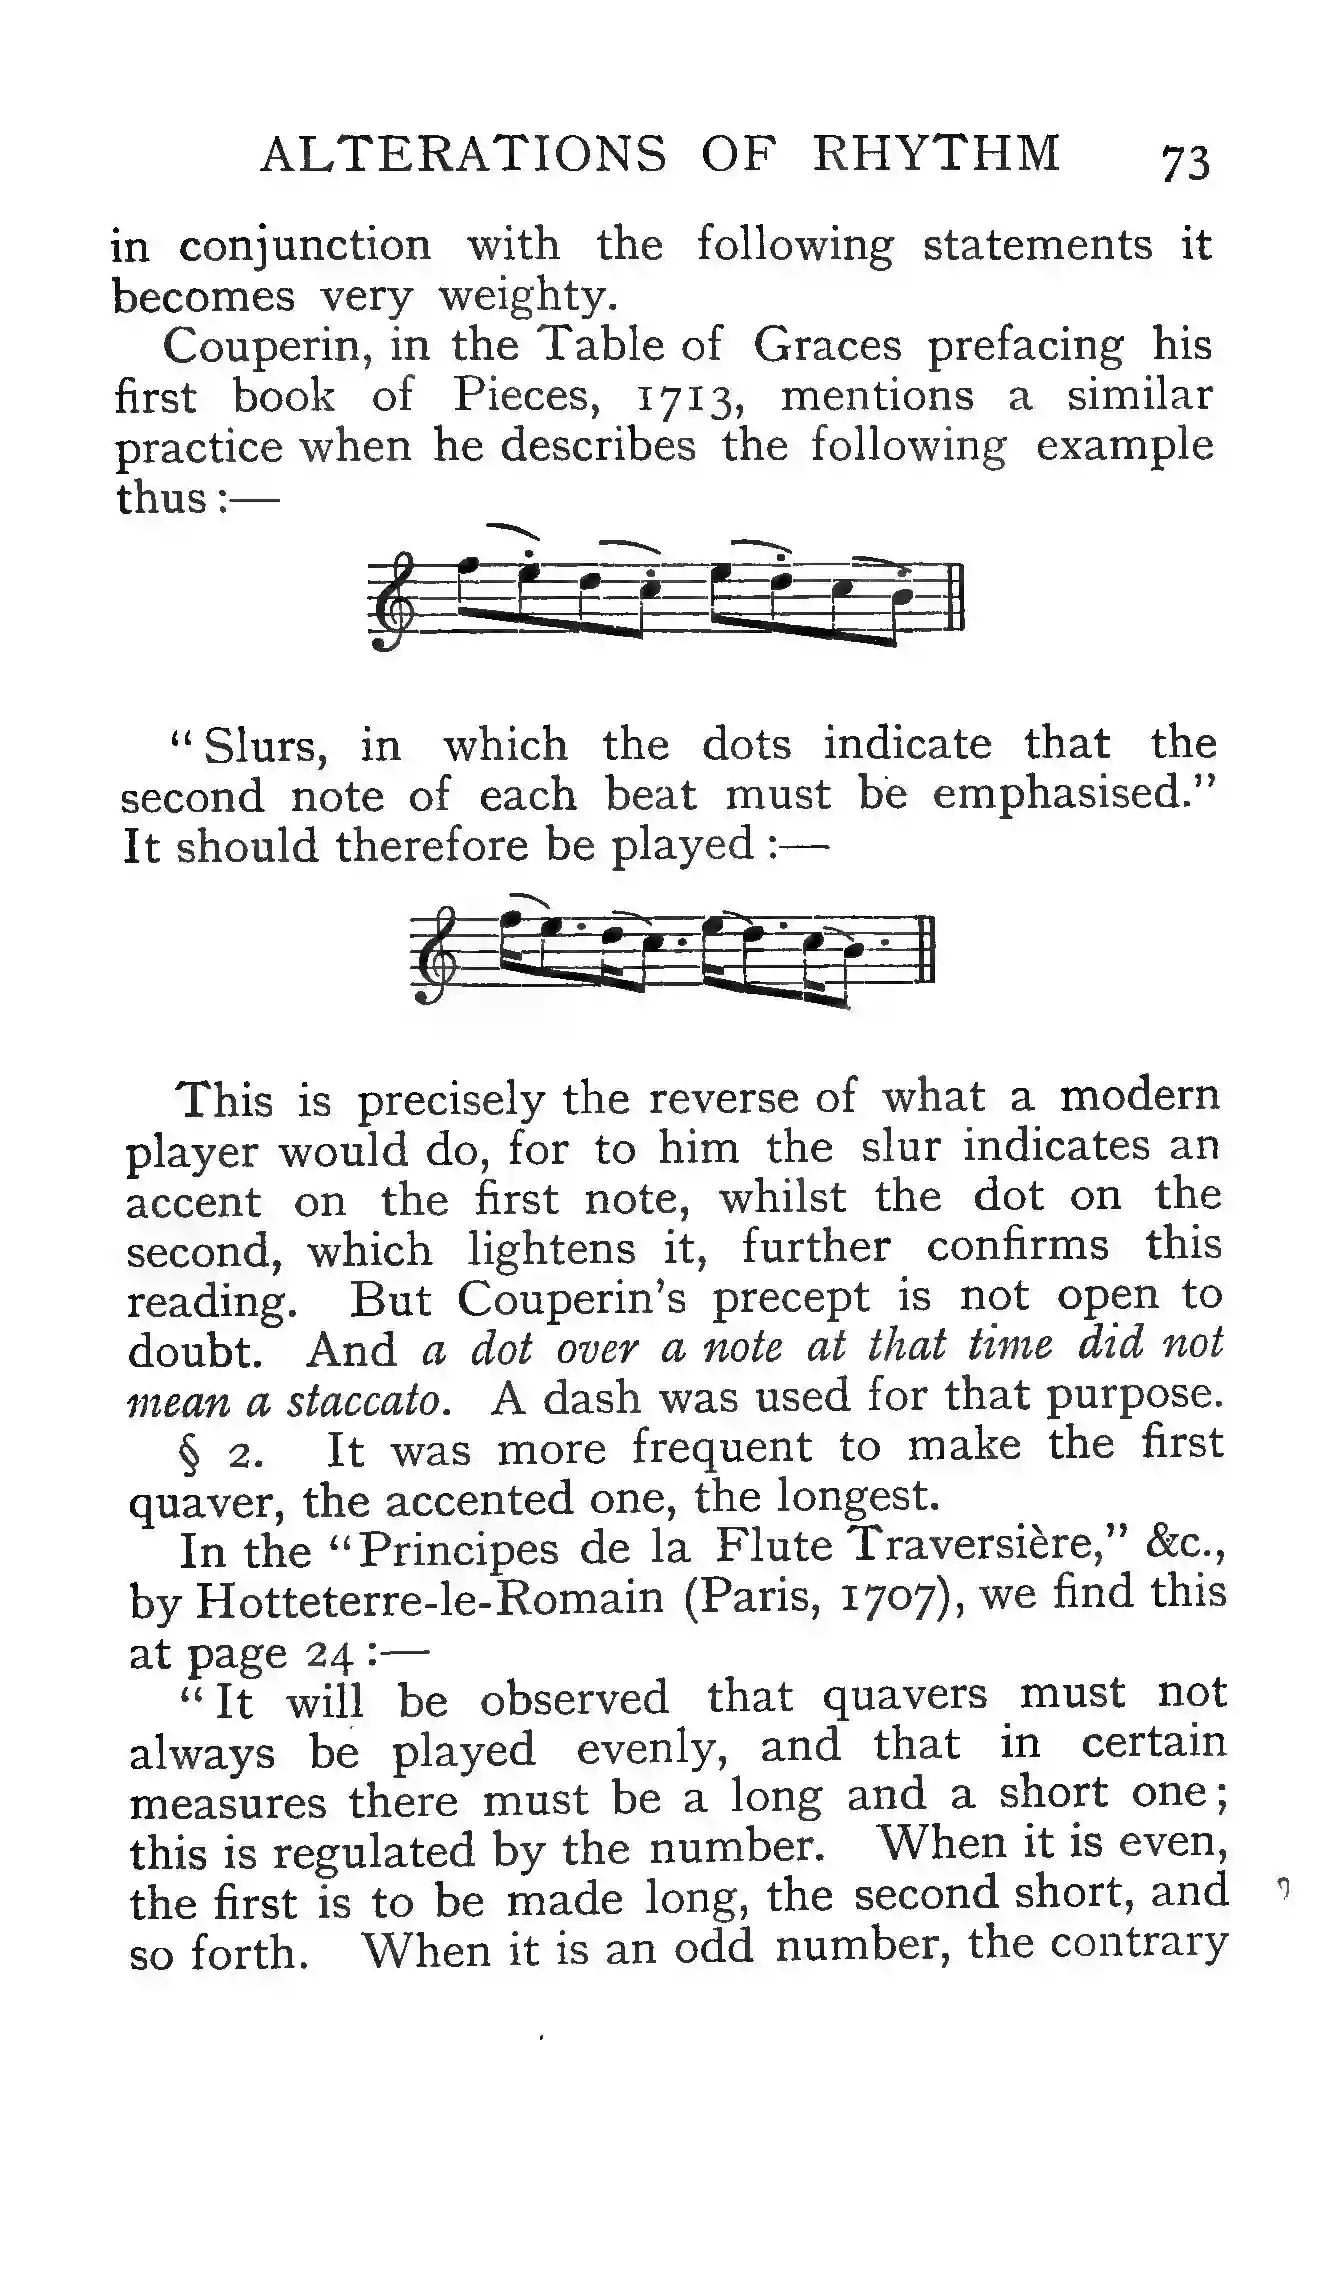 ALTERATIONS OF RHYTHM 73
in conjunction with the following statements it
becomes very weighty.
Couperin, in the Table of Graces prefacing his
first book of Pieces, 1713, mentions a similar
practice when he describes the following example
thus :—
“ Slurs, in which the dots indicate that the
second note of each beat must be emphasised.”
It should therefore be played :—
This is precisely the reverse of what a modern
player would do, for to him the slur indicates an
accent on the first note, whilst the dot on the
second, which lightens it, further confirms this
reading. But Couperin’s precept is not open to
doubt. And a dot over a note at that time did not
mean a staccato. A dash was used for that purpose.
§ 2. It was more frequent to make the first
quaver, the accented one, the longest.
In the “Principes de la Flute Traversière,” &c.,
by Hotteterre-le-Romain (Paris, 1707), we find this
at page 24 :—
“ It will be observed that quavers must not
always be played evenly, and that in certain
measures there must be a long and a short one;
this is regulated by the number. When it is even,
the first is to be made long, the second short, and
so forth. When it is an odd number, the contrary